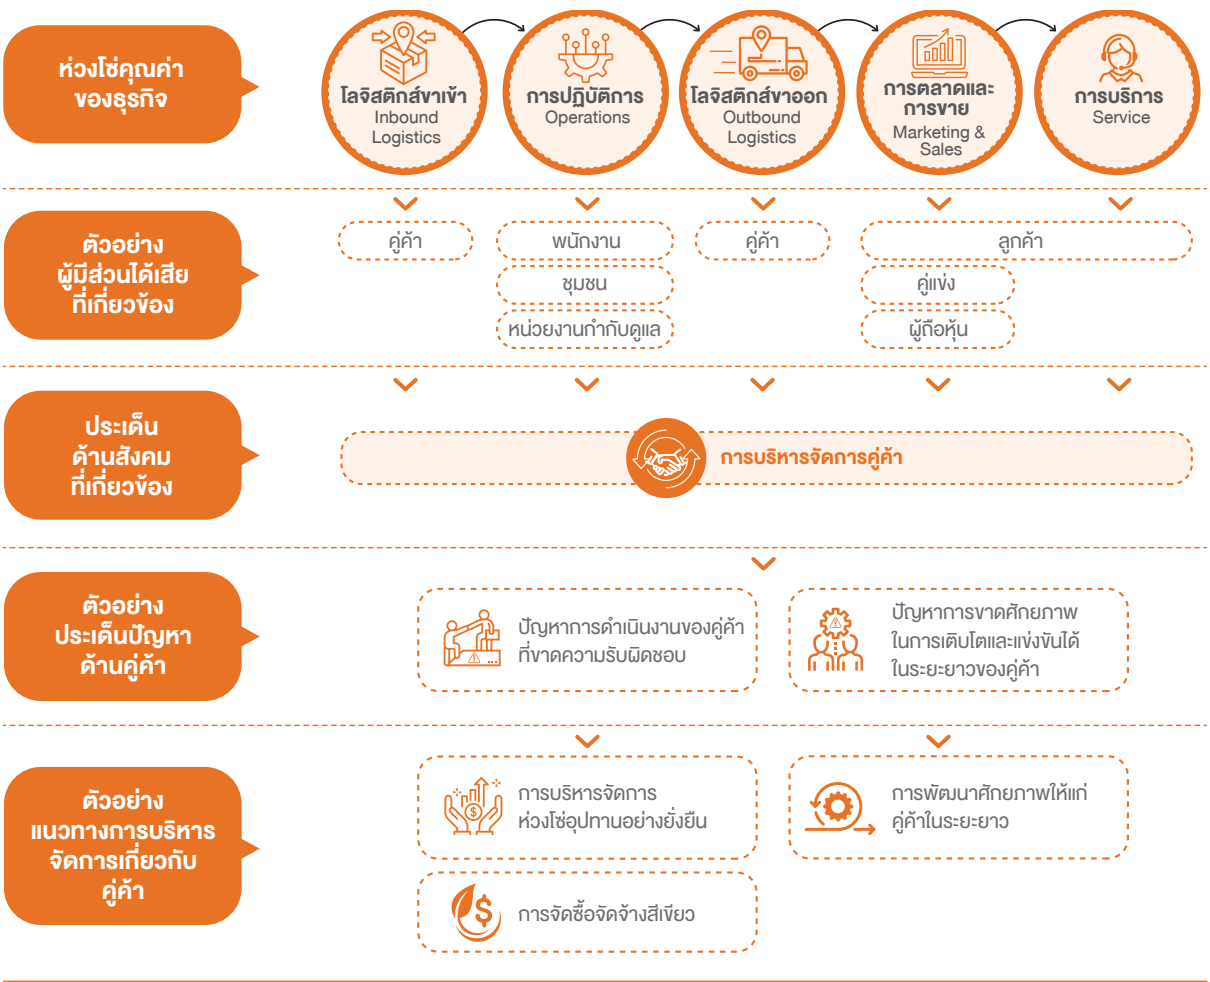 ห่วงโซ่คุณค่า
ของธุรกิจ
โลจิสติกส์ขาเข้า
Inbound
Logistics
การปฏิบัติการ
Operations
โลจิสติกส์ขาออก
Outbound
Logistics
การตลาดและ
การขาย
Marketing &
Sales
การบริการ
Service
ตัวอย่าง
ผู้มีส่วนได้เสีย
ที่เกี่ยวข้อง
คู่ค้า
พนักงาน
คู่ค้า
ลูกค้า
ชุมชน
คู่แข่ง
หน่วยงานกำกับดูแล
ผู้ถือหุ้น
ประเด็น
ด้านสังคม
ที่เกี่ยวข้อง
การบริหารจัดการคู่ค้า
ตัวอย่าง
ประเด็นปัญหา
ด้านคู่ค้า
ปัญหาการดำเนินงานของคู่ค้า
ที่ขาดความรับผิดชอบ
ปัญหาการขาดศักยภาพ
ในการเติบโตและแข่งขันได้
ในระยะยาวของคู่ค้า
ตัวอย่าง
แนวทางการบริหาร
จัดการเกี่ยวกับ
คู่ค้า
การบริหารจัดการ
ห่วงโซ่อุปทานอย่างยั่งยืน
การพัฒนาศักยภาพให้แก่
คู่ค้าในระยะยาว
การจัดซื้อจัดจ้างสีเขียว